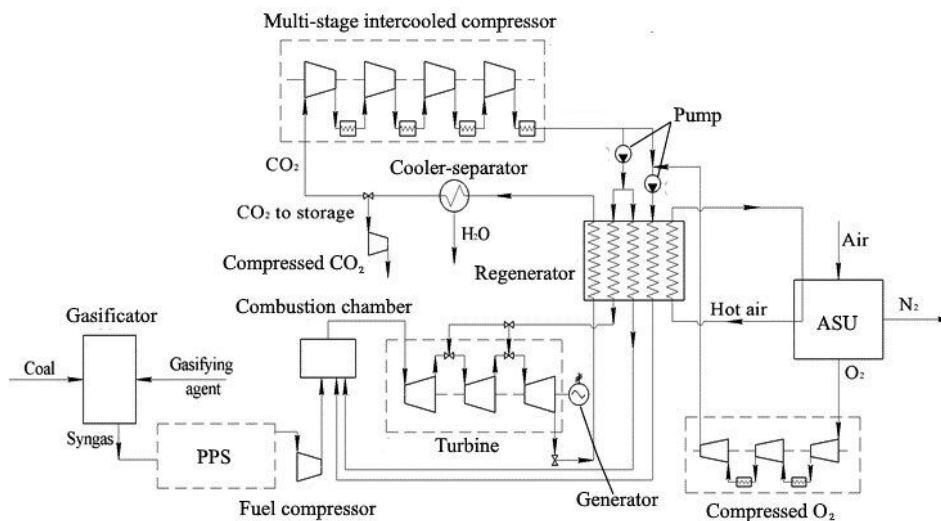 Multi-stage intercooled compressor
Pump
CO₂
Cooler-separator
CO₂ to storage
H₂O
Compressed CO₂
Regenerator
Air
Hot air
ASU
N₂
O₂
Combustion chamber
Gasificator
Coal
Gasifying
agent
Syngas
PPS
Turbine
Fuel compressor
Generator
Compressed O₂